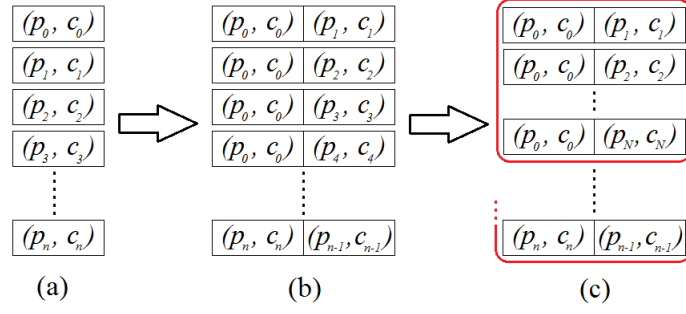 (p₀, c₀)
(p₁, c₁)
(p₂, c₂)
(p₃, c₃)
(pₙ, cₙ)
(a)
(p₀, c₀) (p₁, c₁)
(p₀, c₀) (p₂, c₂)
(p₀, c₀) (p₃, c₃)
(p₀, c₀) (p₄, c₄)
(pₙ, cₙ) (pₙ₋₁, cₙ₋₁)
(b)
(p₀, c₀) (p₁, c₁)
(p₀, c₀) (p₂, c₂)
(p₀, c₀) (p_N, c_N)
(pₙ, cₙ) (pₙ₋₁, cₙ₋₁)
(c)